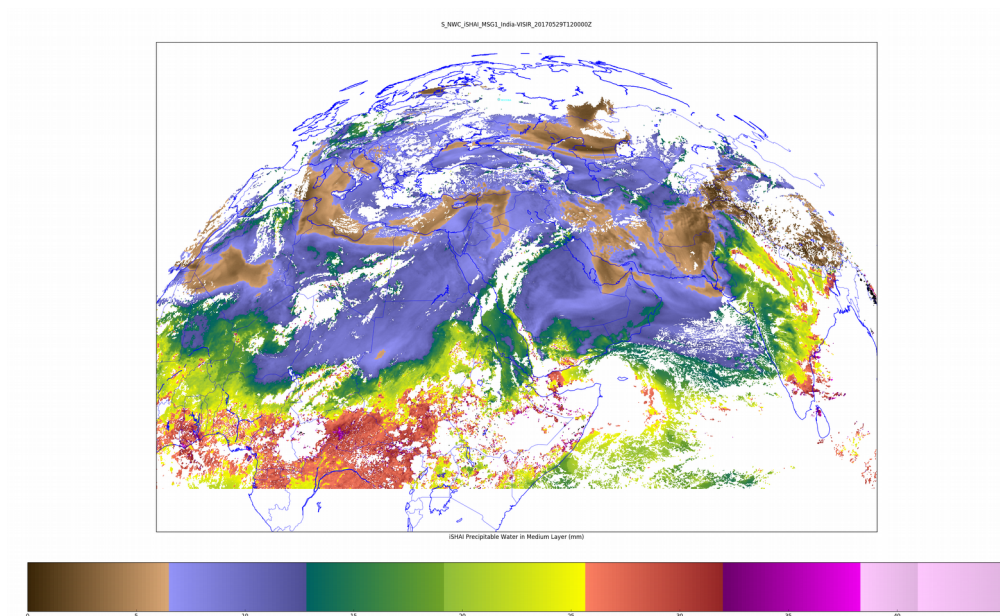 S_NWC_iSHAI_MSG1_India-VISIR_20170529T120000Z
iSHAI Precipitable Water in Medium Layer (mm)
0 5 10 15 20 25 30 35 40